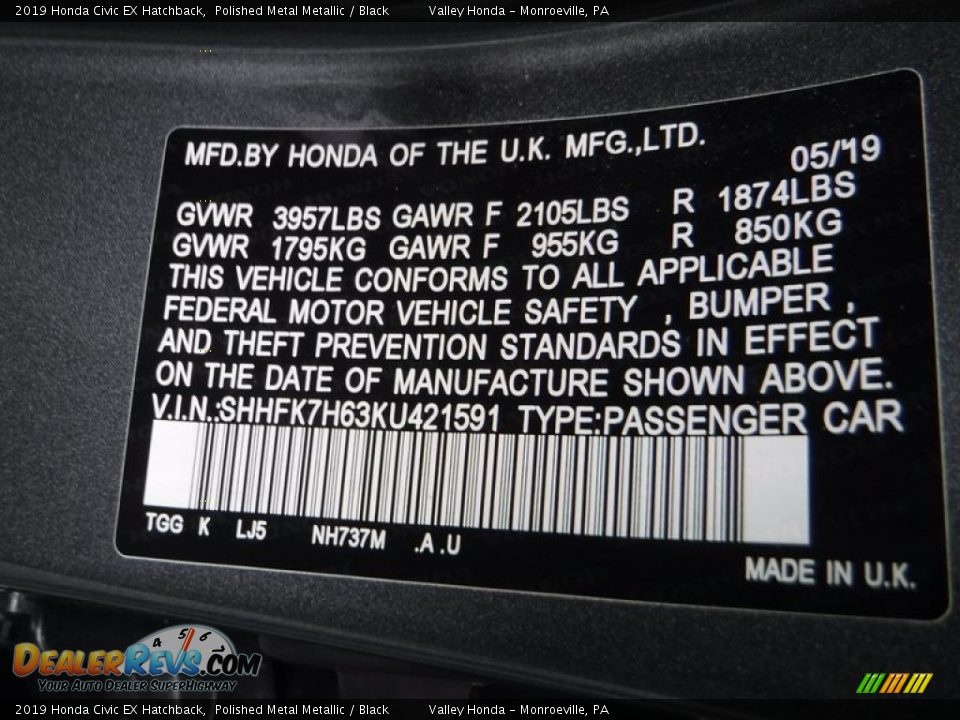 2019 Honda Civic EX Hatchback,  Polished Metal Metallic / Black    Valley Honda - Monroeville, PA
MFD.BY HONDA OF THE U.K. MFG.,LTD.
05/'19
GVWR 3957LBS GAWR F 2105LBS R 1874LBS
GVWR 1795KG GAWR F 955KG R 850KG
THIS VEHICLE CONFORMS TO ALL APPLICABLE
FEDERAL MOTOR VEHICLE SAFETY , BUMPER ,
AND THEFT PREVENTION STANDARDS IN EFFECT
ON THE DATE OF MANUFACTURE SHOWN ABOVE.
V.I.N.:SHHFK7H63KU421591 TYPE:PASSENGER CAR
TGG K LJ5 NH737M .A .U
MADE IN U.K.
4 5 6
DEALERREVS.COM
YOUR AUTO DEALER SUPERHIGHWAY
2019 Honda Civic EX Hatchback,  Polished Metal Metallic / Black    Valley Honda - Monroeville, PA